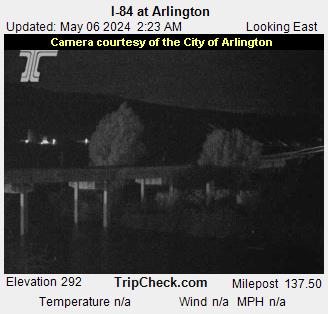 I-84 at Arlington
Updated: May 06 2024 2:23 AM Looking East
Camera courtesy of the City of Arlington
Elevation 292 TripCheck.com Milepost 137.50
Temperature n/a Wind n/a MPH n/a